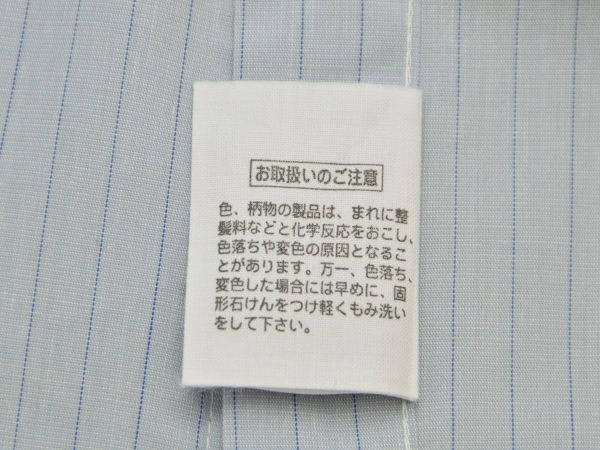 お取扱いのご注意
色、柄物の製品は、まれに整
髪料などと化学反応をおこし、
色落ちや変色の原因となるこ
とがあります。万一、色落ち、
変色した場合には早めに、固
形石けんをつけ軽くもみ洗い
をして下さい。